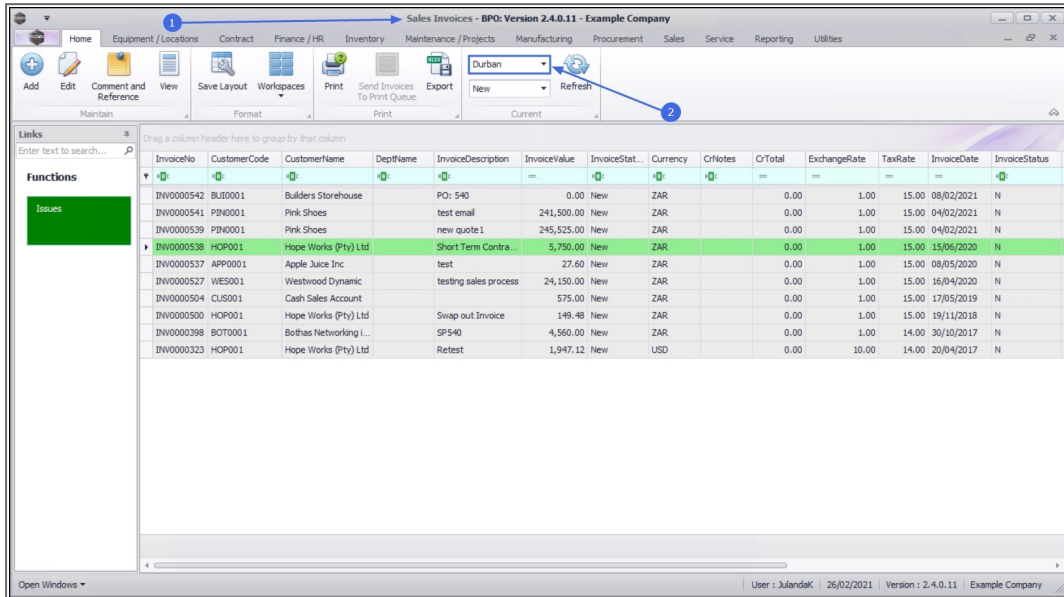 1
Sales Invoices - BPO: Version 2.4.0.11 - Example Company
Home Equipment / Locations Contract Finance / HR Inventory Maintenance / Projects Manufacturing Procurement Sales Service Reporting Utilities
Add Edit Comment and Reference View Save Layout Workspaces Print Send Invoices To Print Queue Export Durban New Refresh
2
Maintain Format Print Current
Links
Enter text to search...
Functions
Issues
Drag a column header here to group by that column
InvoiceNo CustomerCode CustomerName DeptName InvoiceDescription InvoiceValue InvoiceStat... Currency CrNotes CrTotal ExchangeRate TaxRate InvoiceDate InvoiceStatus
INV0000542 BUI0001 Builders Storehouse PO: 540 0.00 New ZAR 0.00 1.00 15.00 08/02/2021 N
INV0000541 PIN0001 Pink Shoes test email 241,500.00 New ZAR 0.00 1.00 15.00 04/02/2021 N
INV0000539 PIN0001 Pink Shoes new quote1 245,525.00 New ZAR 0.00 1.00 15.00 04/02/2021 N
INV0000538 HOP001 Hope Works (Pty) Ltd Short Term Contra... 5,750.00 New ZAR 0.00 1.00 15.00 15/06/2020 N
INV0000537 APP0001 Apple Juice Inc test 27.60 New ZAR 0.00 1.00 15.00 08/05/2020 N
INV0000527 WES001 Westwood Dynamic testing sales process 24,150.00 New ZAR 0.00 1.00 15.00 16/04/2020 N
INV0000504 CUS001 Cash Sales Account 575.00 New ZAR 0.00 1.00 15.00 17/05/2019 N
INV0000500 HOP001 Hope Works (Pty) Ltd Swap out Invoice 149.48 New ZAR 0.00 1.00 15.00 19/11/2018 N
INV0000398 BOT0001 Bothas Networking i... SP540 4,560.00 New ZAR 0.00 1.00 14.00 30/10/2017 N
INV0000323 HOP001 Hope Works (Pty) Ltd Retest 1,947.12 New USD 0.00 10.00 14.00 20/04/2017 N
Open Windows User : JulandaK 26/02/2021 Version : 2.4.0.11 Example Company